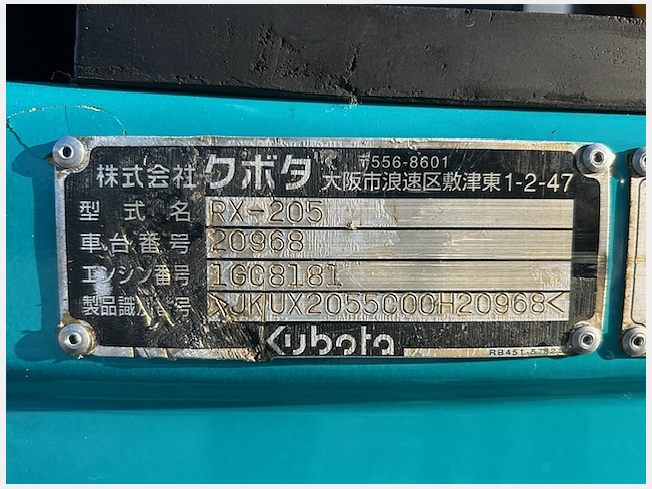 株式会社 クボタ 〒556-8601
大阪市浪速区敷津東1-2-47
型式名 RX-205
車台番号 20968
エンジン番号 1GC8181
製品識別番号 >JKUX2055C00H20968<
Kubota